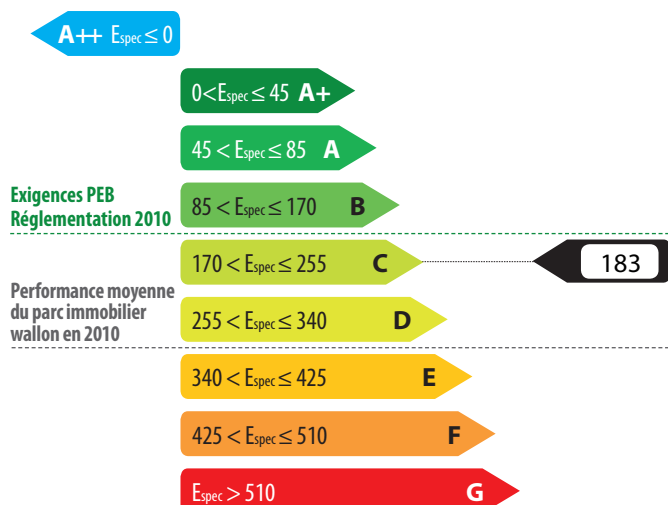 A++ Espec ≤ 0
0<Espec ≤ 45 A+
45 < Espec ≤ 85 A
Exigences PEB
Réglementation 2010
85 < Espec ≤ 170 B
170 < Espec ≤ 255 C
183
Performance moyenne
du parc immobilier
wallon en 2010
255 < Espec ≤ 340 D
340 < Espec ≤ 425 E
425 < Espec ≤ 510 F
Espec > 510 G